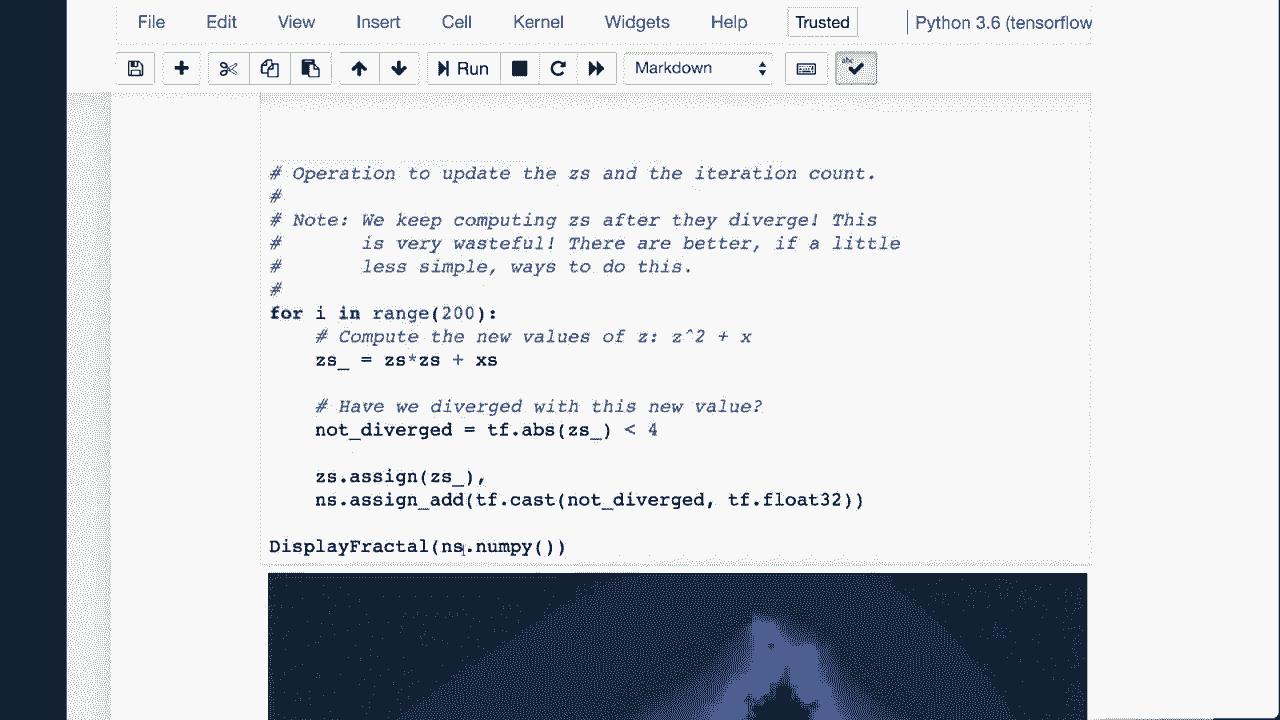 File Edit View Insert Cell Kernel Widgets Help Trusted Python 3.6 (tensorflow
Run Markdown abc
# Operation to update the zs and the iteration count.
#
# Note: We keep computing zs after they diverge! This
#       is very wasteful! There are better, if a little
#       less simple, ways to do this.
#
for i in range(200):
    # Compute the new values of z: z^2 + x
    zs_ = zs*zs + xs
    # Have we diverged with this new value?
    not_diverged = tf.abs(zs_) < 4
    zs.assign(zs_),
    ns.assign_add(tf.cast(not_diverged, tf.float32))
DisplayFractal(ns.numpy())